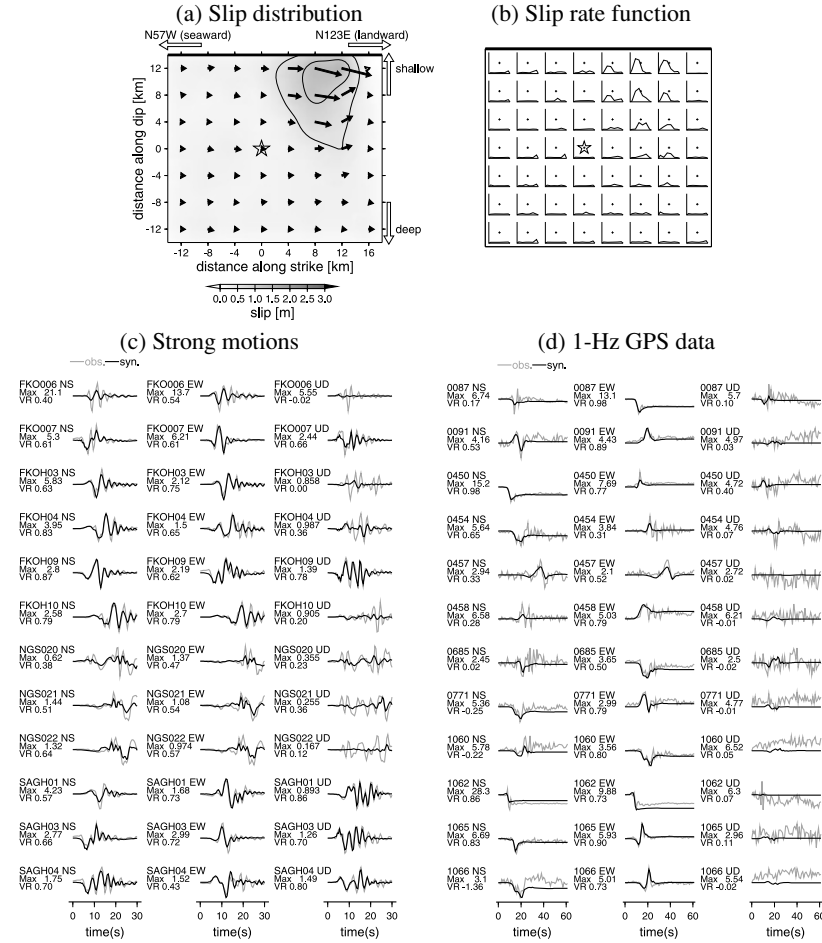 (a) Slip distribution
N57W (seaward)
N123E (landward)
12
8
4
0
-4
-8
-12
distance along dip [km]
shallow
deep
-12 -8 -4 0 4 8 12 16
distance along strike [km]
0.0 0.5 1.0 1.5 2.0 2.5 3.0
slip [m]
(b) Slip rate function
(c) Strong motions
obs. syn.
FKO006 NS
Max 21.1
VR 0.40
FKO006 EW
Max 13.7
VR 0.54
FKO006 UD
Max 5.55
VR -0.02
FKO007 NS
Max 5.3
VR 0.61
FKO007 EW
Max 6.21
VR 0.61
FKO007 UD
Max 2.44
VR 0.66
FKOH03 NS
Max 5.83
VR 0.63
FKOH03 EW
Max 2.12
VR 0.75
FKOH03 UD
Max 0.858
VR 0.00
FKOH04 NS
Max 3.95
VR 0.83
FKOH04 EW
Max 1.5
VR 0.65
FKOH04 UD
Max 0.987
VR 0.36
FKOH09 NS
Max 2.8
VR 0.87
FKOH09 EW
Max 2.19
VR 0.62
FKOH09 UD
Max 1.39
VR 0.78
FKOH10 NS
Max 2.58
VR 0.79
FKOH10 EW
Max 2.7
VR 0.79
FKOH10 UD
Max 0.905
VR 0.20
NGS020 NS
Max 0.62
VR 0.38
NGS020 EW
Max 1.37
VR 0.47
NGS020 UD
Max 0.355
VR 0.23
NGS021 NS
Max 1.44
VR 0.51
NGS021 EW
Max 1.08
VR 0.54
NGS021 UD
Max 0.255
VR 0.36
NGS022 NS
Max 1.32
VR 0.64
NGS022 EW
Max 0.974
VR 0.57
NGS022 UD
Max 0.167
VR 0.12
SAGH01 NS
Max 4.23
VR 0.57
SAGH01 EW
Max 1.68
VR 0.73
SAGH01 UD
Max 0.893
VR 0.86
SAGH03 NS
Max 2.77
VR 0.66
SAGH03 EW
Max 2.99
VR 0.72
SAGH03 UD
Max 1.26
VR 0.70
SAGH04 NS
Max 1.75
VR 0.70
SAGH04 EW
Max 1.52
VR 0.43
SAGH04 UD
Max 1.49
VR 0.80
0 10 20 30
0 10 20 30
0 10 20 30
time(s)
time(s)
time(s)
(d) 1-Hz GPS data
obs. syn.
0087 NS
Max 6.74
VR 0.17
0087 EW
Max 13.1
VR 0.98
0087 UD
Max 5.7
VR 0.10
0091 NS
Max 4.16
VR 0.53
0091 EW
Max 4.43
VR 0.89
0091 UD
Max 4.97
VR 0.03
0450 NS
Max 15.2
VR 0.98
0450 EW
Max 7.69
VR 0.77
0450 UD
Max 4.72
VR 0.40
0454 NS
Max 5.64
VR 0.65
0454 EW
Max 3.84
VR 0.31
0454 UD
Max 4.76
VR 0.07
0457 NS
Max 2.94
VR 0.33
0457 EW
Max 2.1
VR 0.52
0457 UD
Max 2.72
VR 0.02
0458 NS
Max 6.58
VR 0.28
0458 EW
Max 5.03
VR 0.79
0458 UD
Max 6.21
VR -0.01
0685 NS
Max 2.45
VR 0.02
0685 EW
Max 3.65
VR 0.50
0685 UD
Max 2.5
VR -0.02
0771 NS
Max 5.36
VR -0.25
0771 EW
Max 2.99
VR 0.79
0771 UD
Max 4.77
VR -0.01
1060 NS
Max 5.78
VR -0.22
1060 EW
Max 3.56
VR 0.80
1060 UD
Max 6.52
VR 0.05
1062 NS
Max 28.3
VR 0.86
1062 EW
Max 9.88
VR 0.73
1062 UD
Max 6.3
VR 0.07
1065 NS
Max 6.69
VR 0.83
1065 EW
Max 5.93
VR 0.90
1065 UD
Max 2.96
VR 0.11
1066 NS
Max 3.1
VR -1.36
1066 EW
Max 5.01
VR 0.73
1066 UD
Max 5.54
VR -0.02
0 20 40 60
0 20 40 60
0 20 40 60
time(s)
time(s)
time(s)